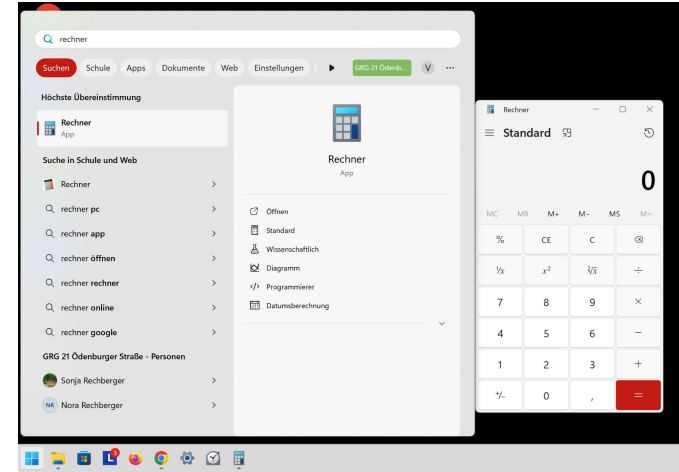 rechner
Suchen Schule Apps Dokumente Web Einstellungen GRG 21 Ödenb... V ...
Höchste Übereinstimmung
Rechner
App
Suche in Schule und Web
Rechner
rechner pc
rechner app
rechner öffnen
rechner rechner
rechner online
rechner google
GRG 21 Ödenburger Straße - Personen
Sonja Rechberger
NR Nora Rechberger
Rechner
App
Öffnen
Standard
Wissenschaftlich
Diagramm
</> Programmierer
Datumsberechnung
Rechner
Standard
0
MC MR M+ M− MS M˅
% CE C
¹/x x² ²√x ÷
7 8 9 ×
4 5 6 −
1 2 3 +
+/− 0 , =
L 3